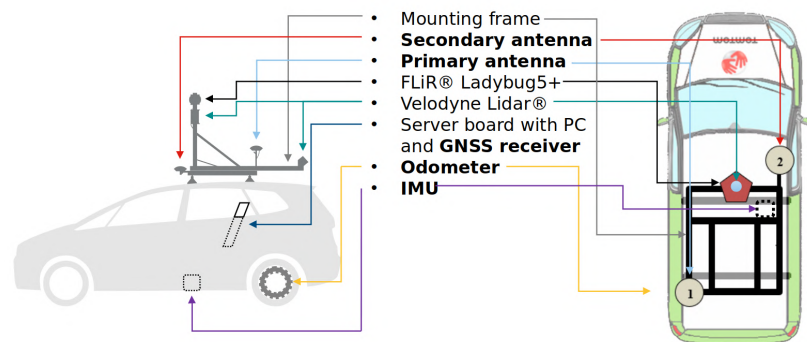 • Mounting frame
• Secondary antenna
• Primary antenna
• FLiR® Ladybug5+
• Velodyne Lidar®
• Server board with PC
and GNSS receiver
• Odometer
• IMU
TOMTOM
2
1